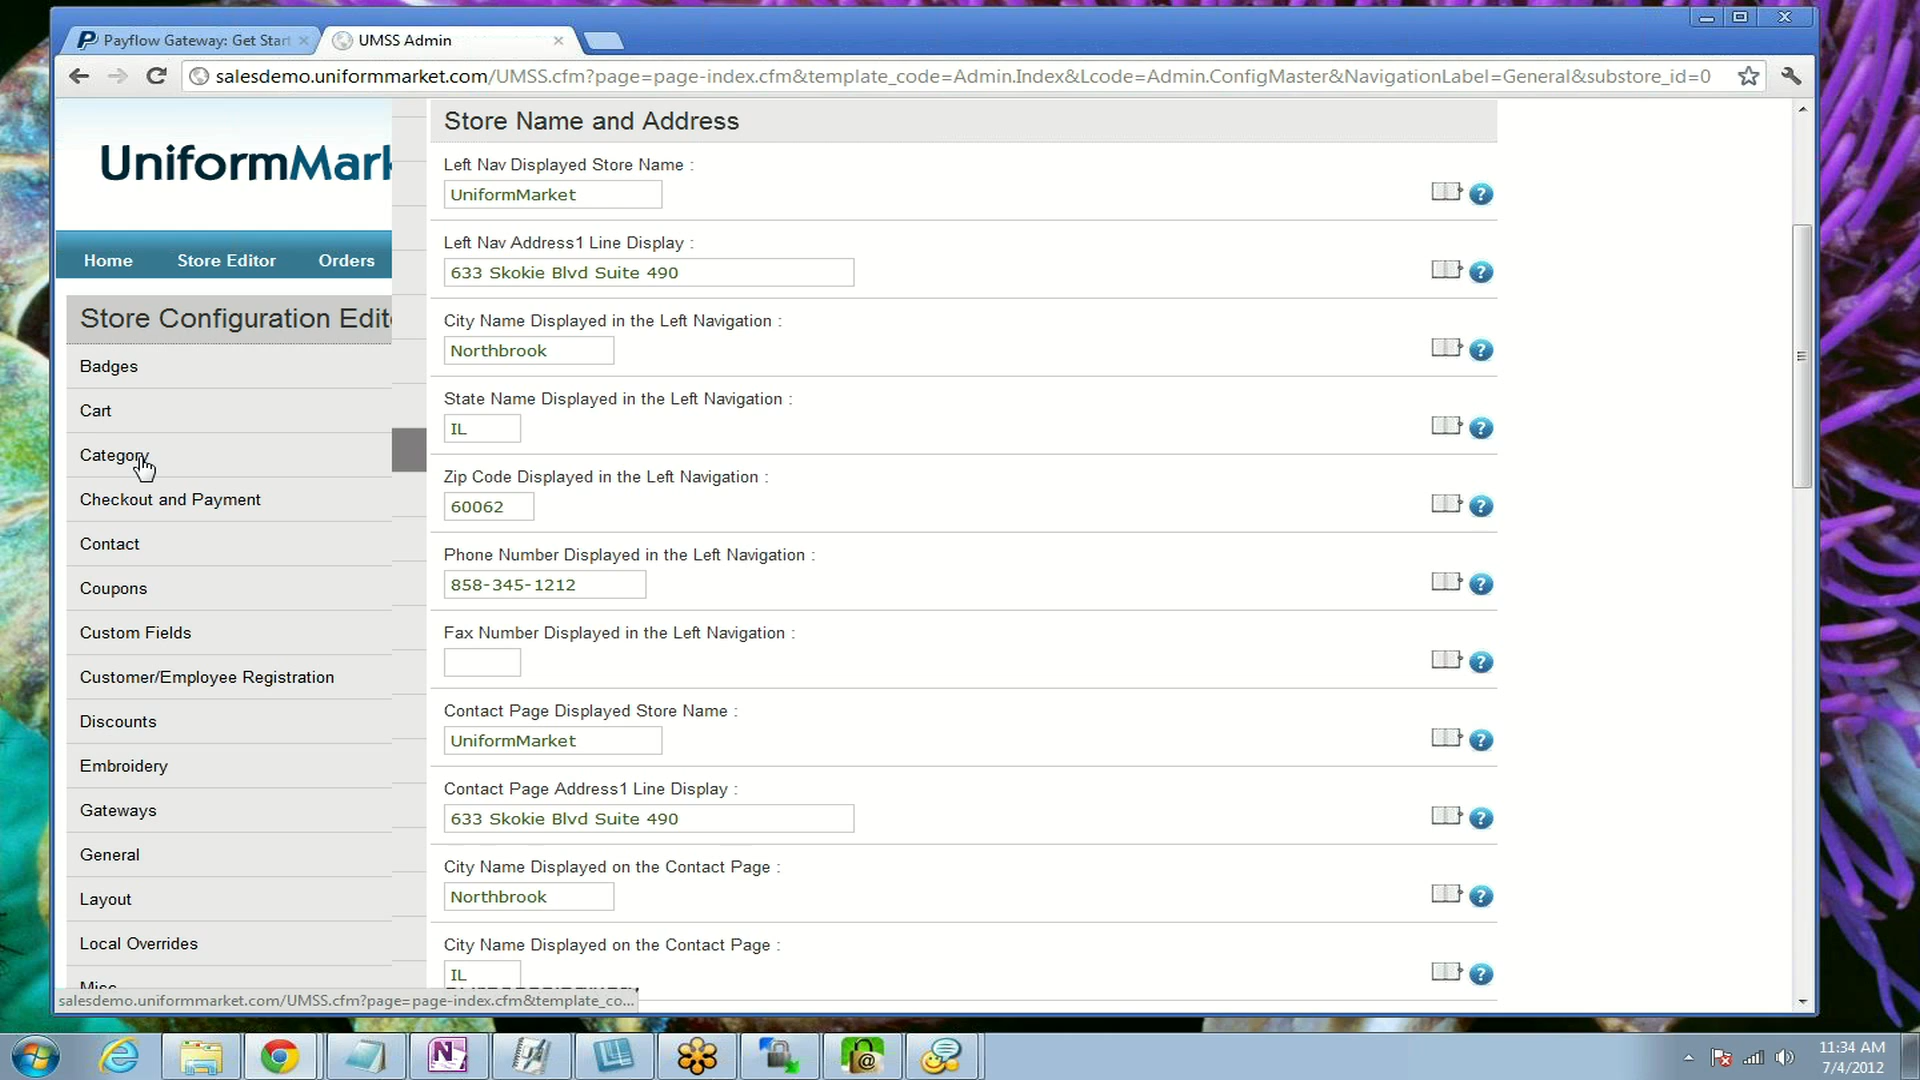 Payflow Gateway: Get Start
UMSS Admin
salesdemo.uniformmarket.com/UMSS.cfm?page=page-index.cfm&template_code=Admin.Index&Lcode=Admin.ConfigMaster&NavigationLabel=General&substore_id=0
UniformMark
Home Store Editor Orders
Store Configuration Edit
Badges
Cart
Category
Checkout and Payment
Contact
Coupons
Custom Fields
Customer/Employee Registration
Discounts
Embroidery
Gateways
General
Layout
Local Overrides
Misc
salesdemo.uniformmarket.com/UMSS.cfm?page=page-index.cfm&template_co...
Store Name and Address
Left Nav Displayed Store Name :
UniformMarket
Left Nav Address1 Line Display :
633 Skokie Blvd Suite 490
City Name Displayed in the Left Navigation :
Northbrook
State Name Displayed in the Left Navigation :
IL
Zip Code Displayed in the Left Navigation :
60062
Phone Number Displayed in the Left Navigation :
858-345-1212
Fax Number Displayed in the Left Navigation :
Contact Page Displayed Store Name :
UniformMarket
Contact Page Address1 Line Display :
633 Skokie Blvd Suite 490
City Name Displayed on the Contact Page :
Northbrook
City Name Displayed on the Contact Page :
IL
11:34 AM
7/4/2012